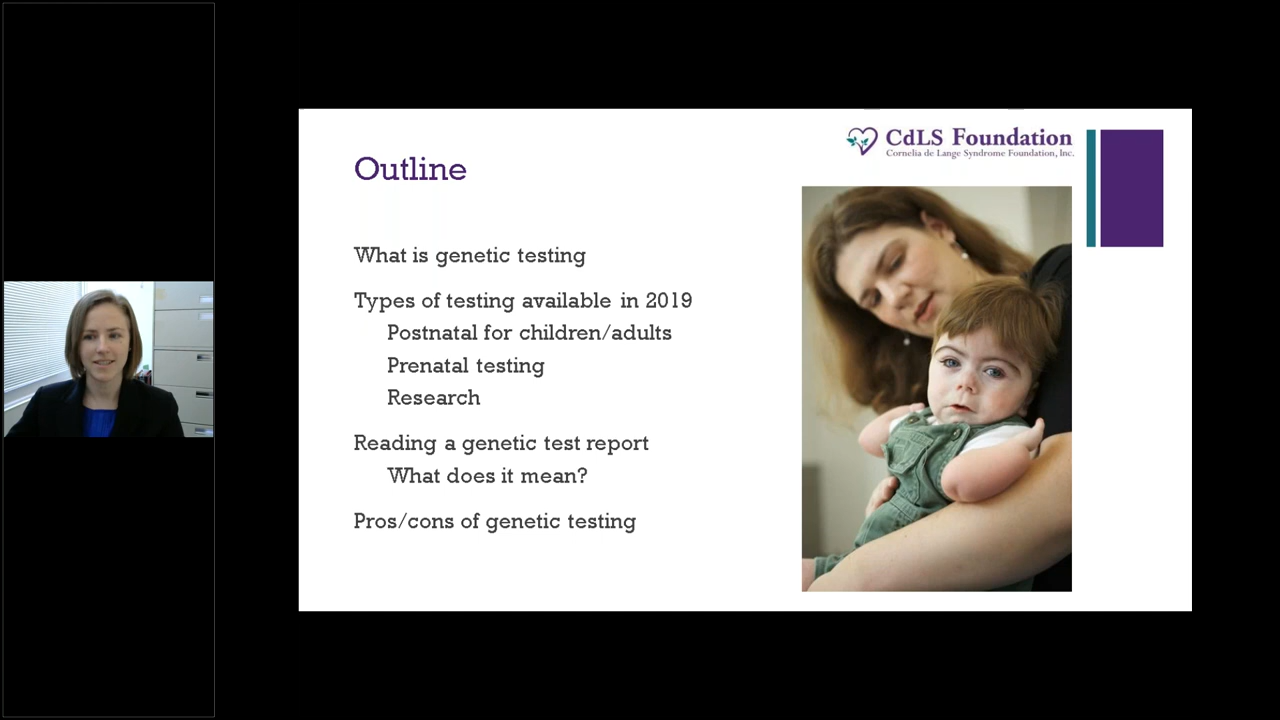 CdLS Foundation
Cornelia de Lange Syndrome Foundation, Inc.
Outline
What is genetic testing
Types of testing available in 2019
Postnatal for children/adults
Prenatal testing
Research
Reading a genetic test report
What does it mean?
Pros/cons of genetic testing